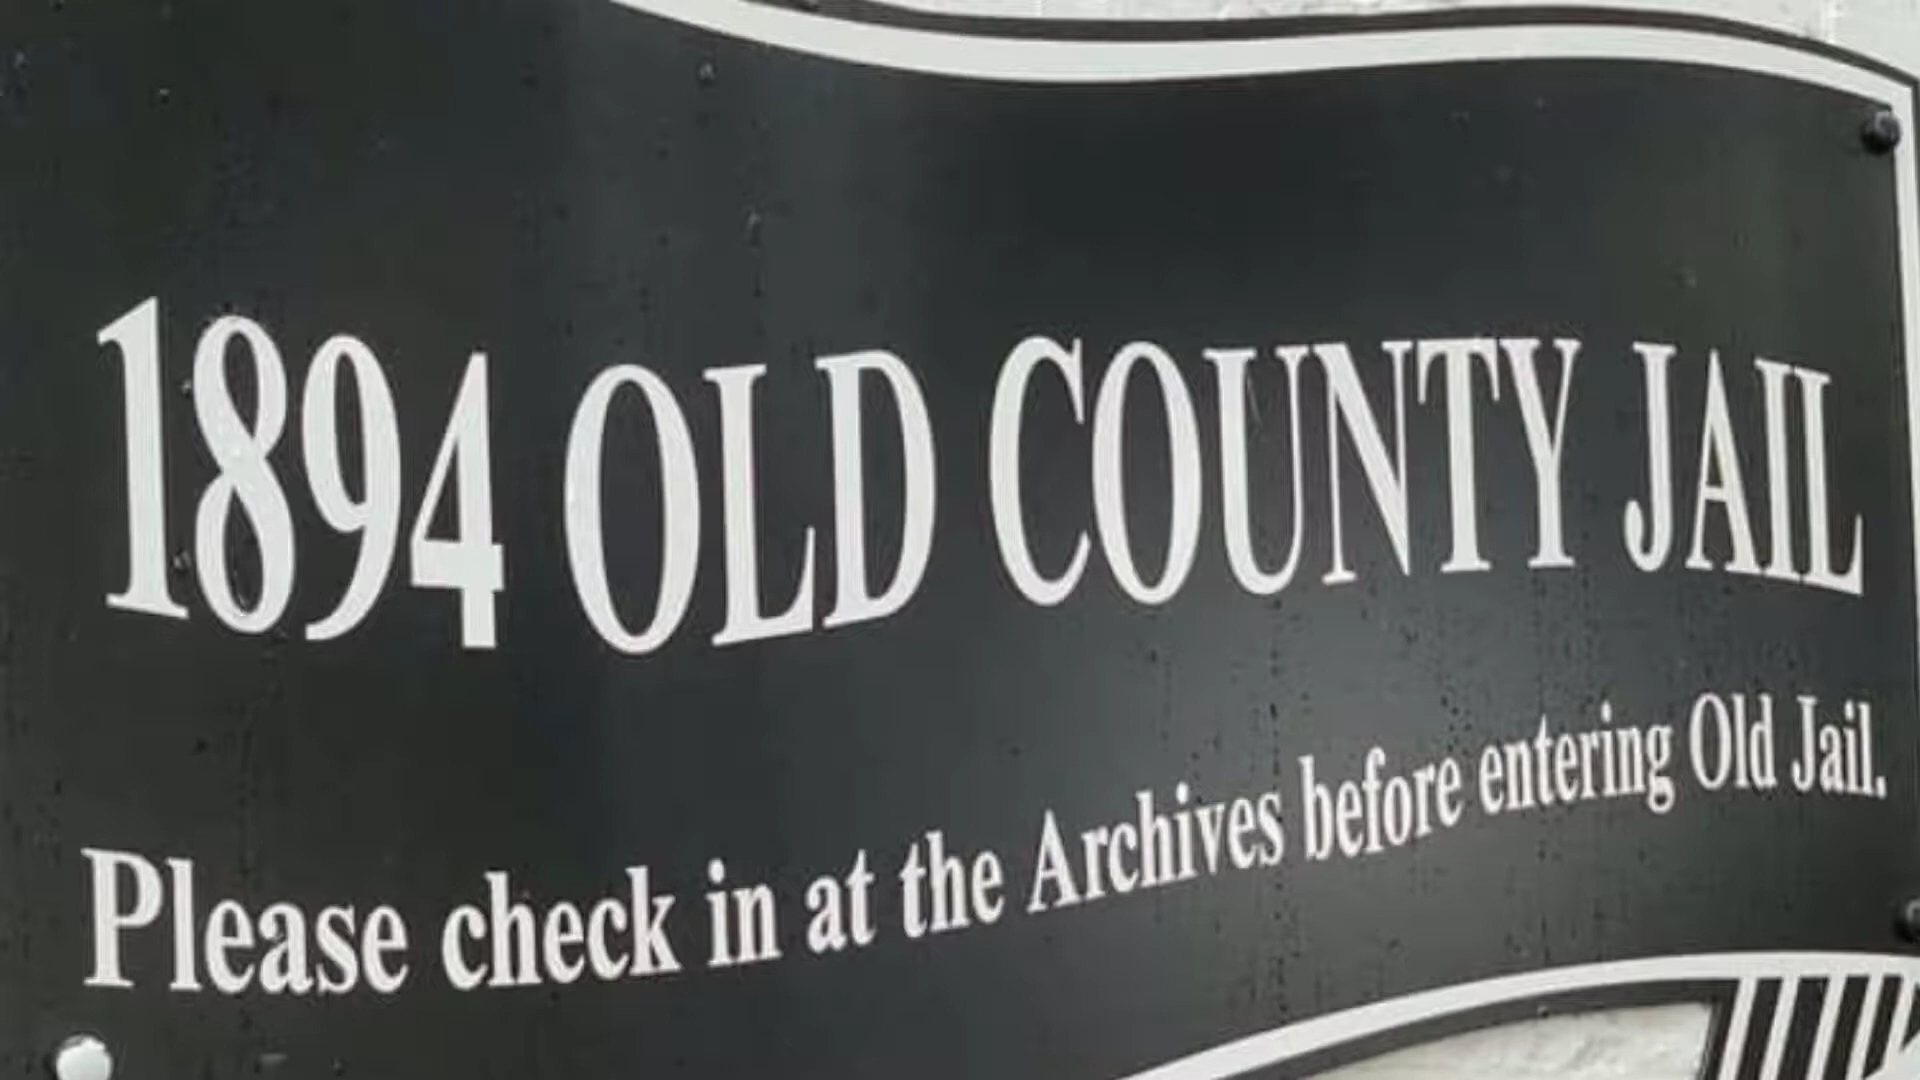 1894 OLD COUNTY JAIL
Please check in at the Archives before entering Old Jail.